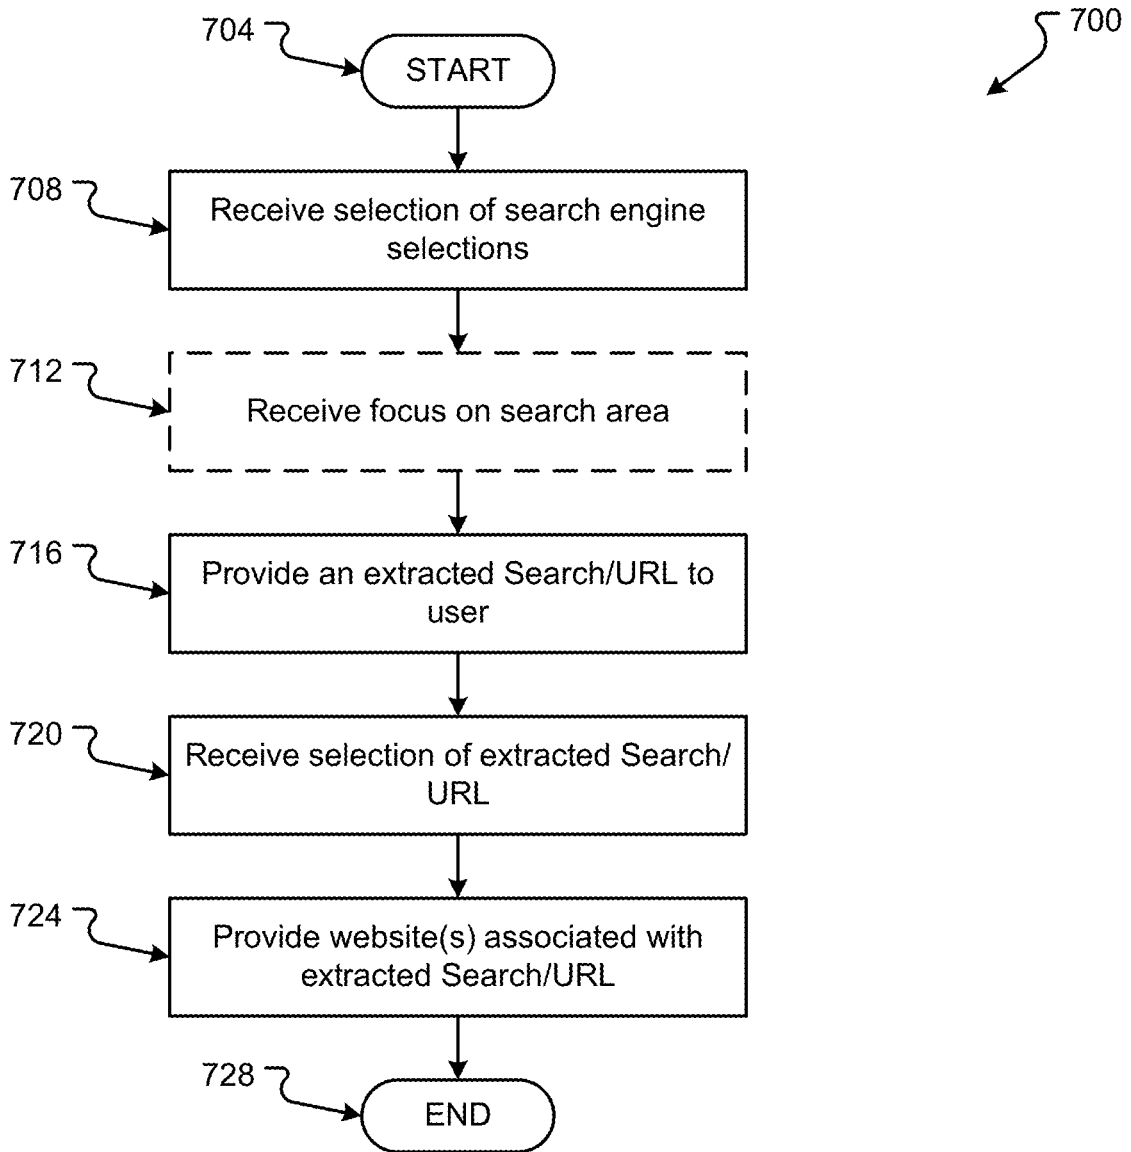 700
704
START
708
Receive selection of search engine
selections
712
Receive focus on search area
716
Provide an extracted Search/URL to
user
720
Receive selection of extracted Search/
URL
724
Provide website(s) associated with
extracted Search/URL
728
END